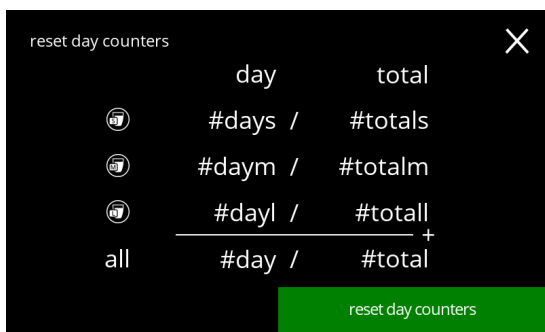 reset day counters
day total
S #days / #totals
M #daym / #totalm
L #dayl / #totall
+
all #day / #total
reset day counters